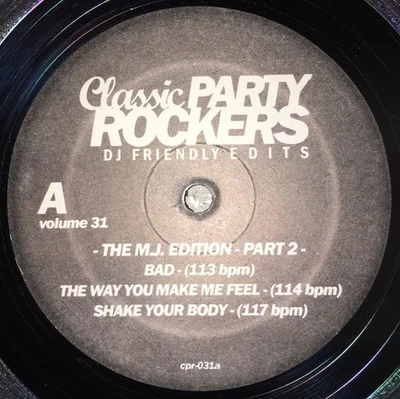 Classic PARTY
ROCKERS
DJ FRIENDLY EDITS
A
volume 31
- THE M.J. EDITION - PART 2 -
BAD - (113 bpm)
THE WAY YOU MAKE ME FEEL - (114 bpm)
SHAKE YOUR BODY - (117 bpm)
cpr-031a